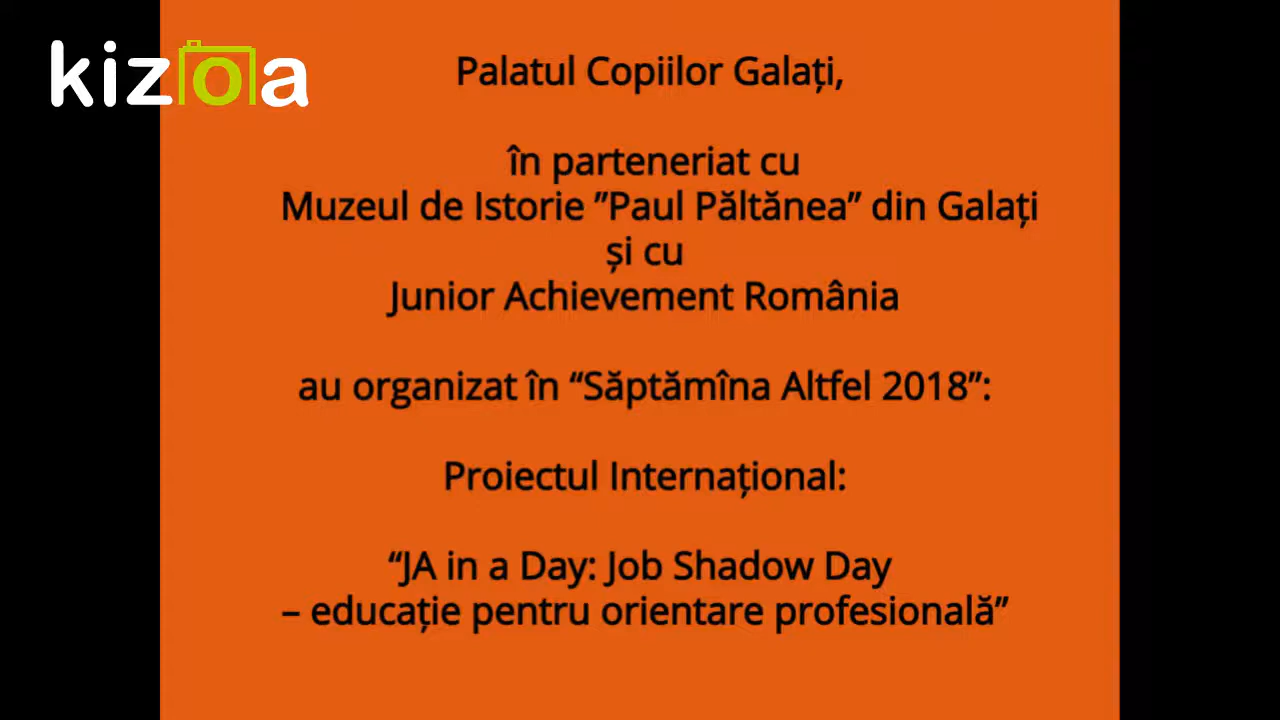 kizoa
Palatul Copiilor Galați,
în parteneriat cu
Muzeul de Istorie ”Paul Păltănea” din Galați
și cu
Junior Achievement România
au organizat în “Săptămîna Altfel 2018”:
Proiectul Internațional:
“JA in a Day: Job Shadow Day
– educație pentru orientare profesională”